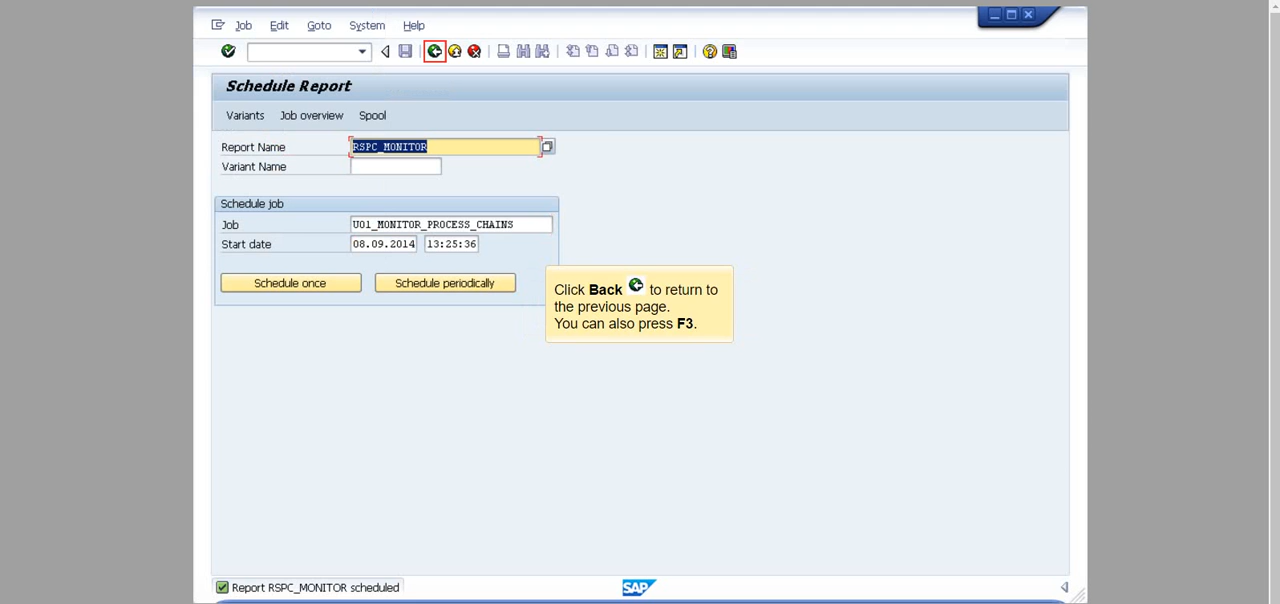 Job Edit Goto System Help
Schedule Report
Variants Job overview Spool
Report Name RSPC_MONITOR
Variant Name
Schedule job
Job U01_MONITOR_PROCESS_CHAINS
Start date 08.09.2014 13:25:36
Schedule once Schedule periodically
Click Back to return to
the previous page.
You can also press F3.
Report RSPC_MONITOR scheduled
SAP